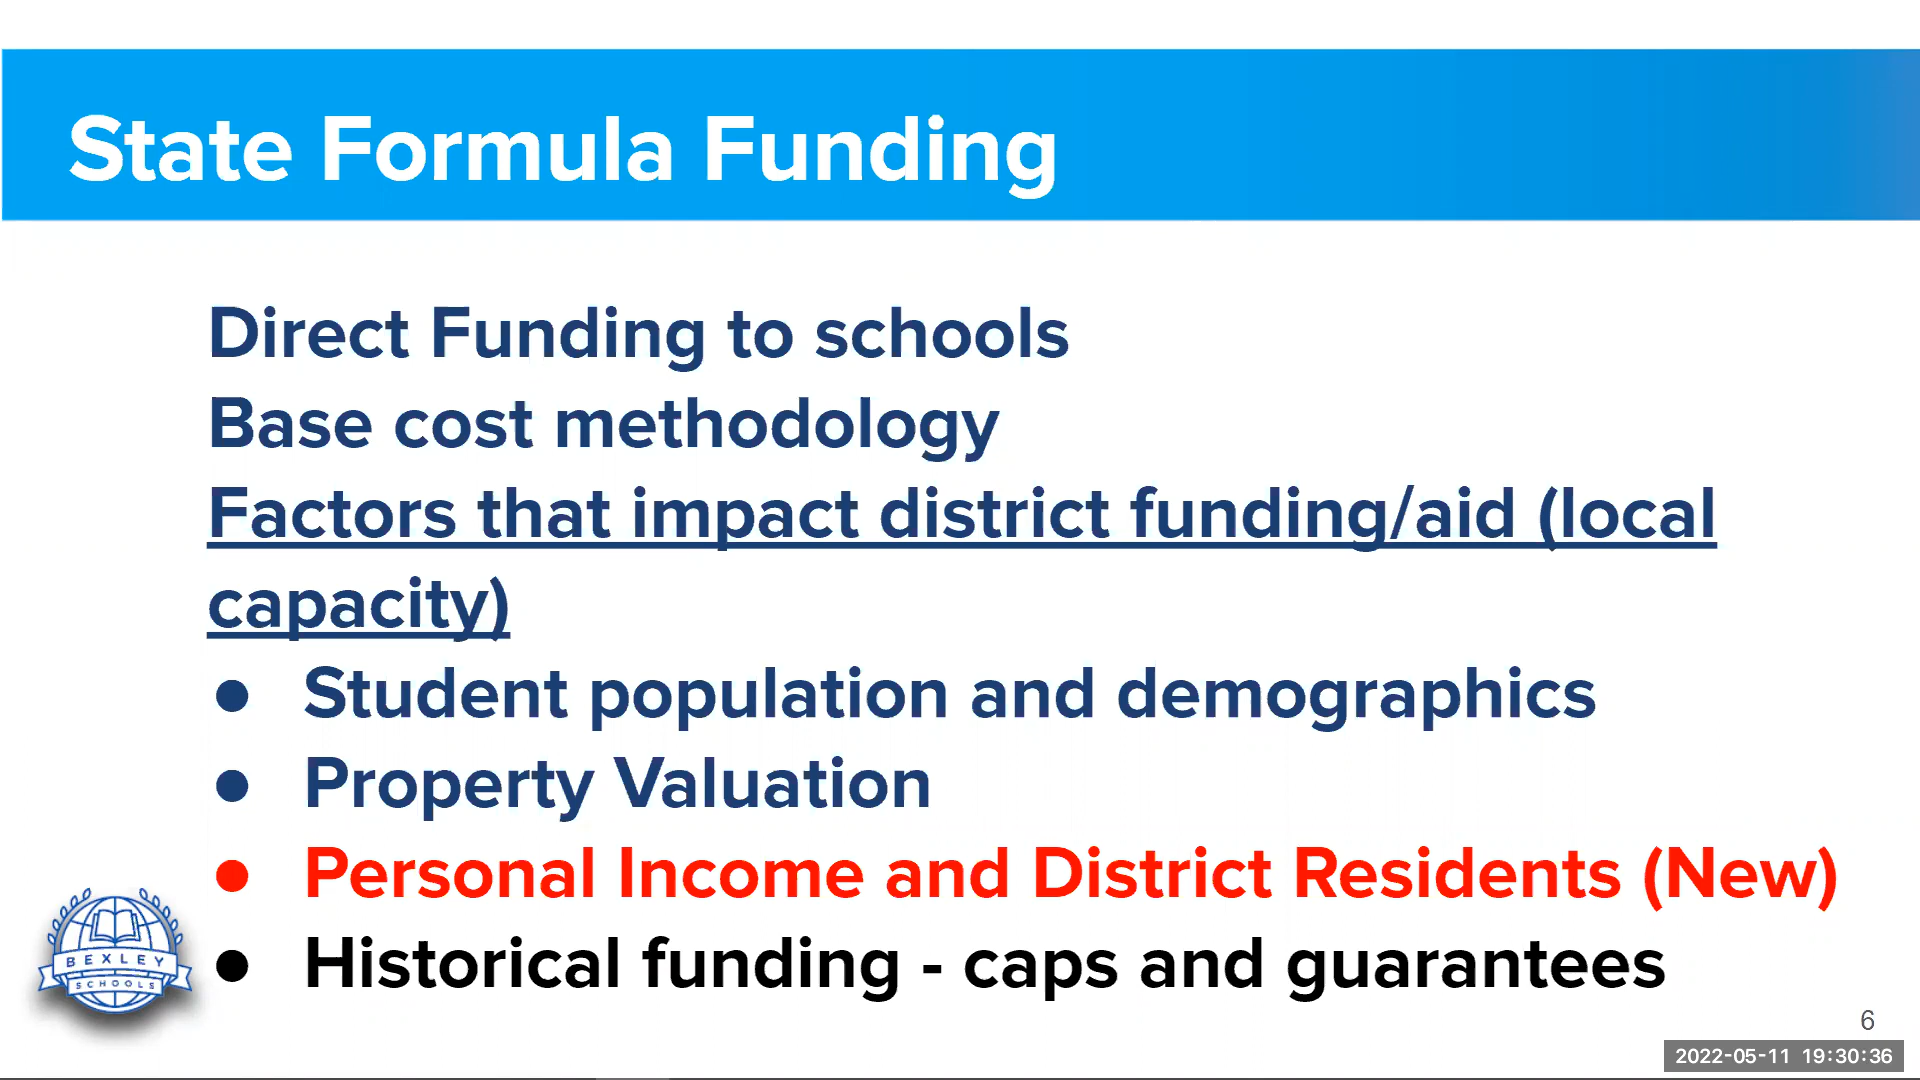 State Formula Funding
Direct Funding to schools
Base cost methodology
Factors that impact district funding/aid (local
capacity)
● Student population and demographics
● Property Valuation
● Personal Income and District Residents (New)
● Historical funding - caps and guarantees
BEXLEY
SCHOOLS
6
2022-05-11 19:30:36